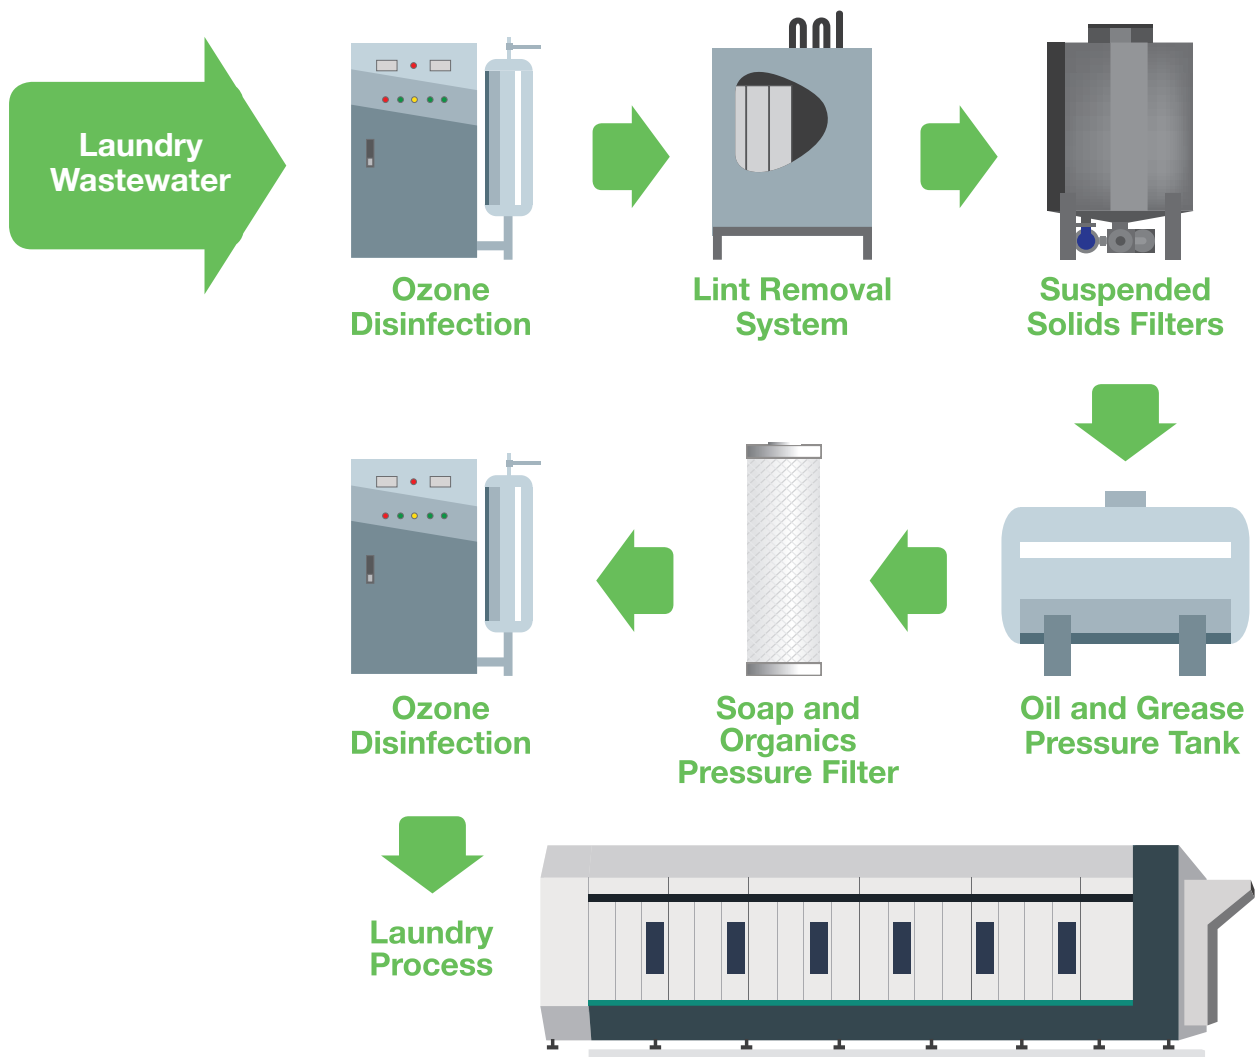 Laundry
Wastewater
Ozone
Disinfection
Lint Removal
System
Suspended
Solids Filters
Ozone
Disinfection
Soap and
Organics
Pressure Filter
Oil and Grease
Pressure Tank
Laundry
Process